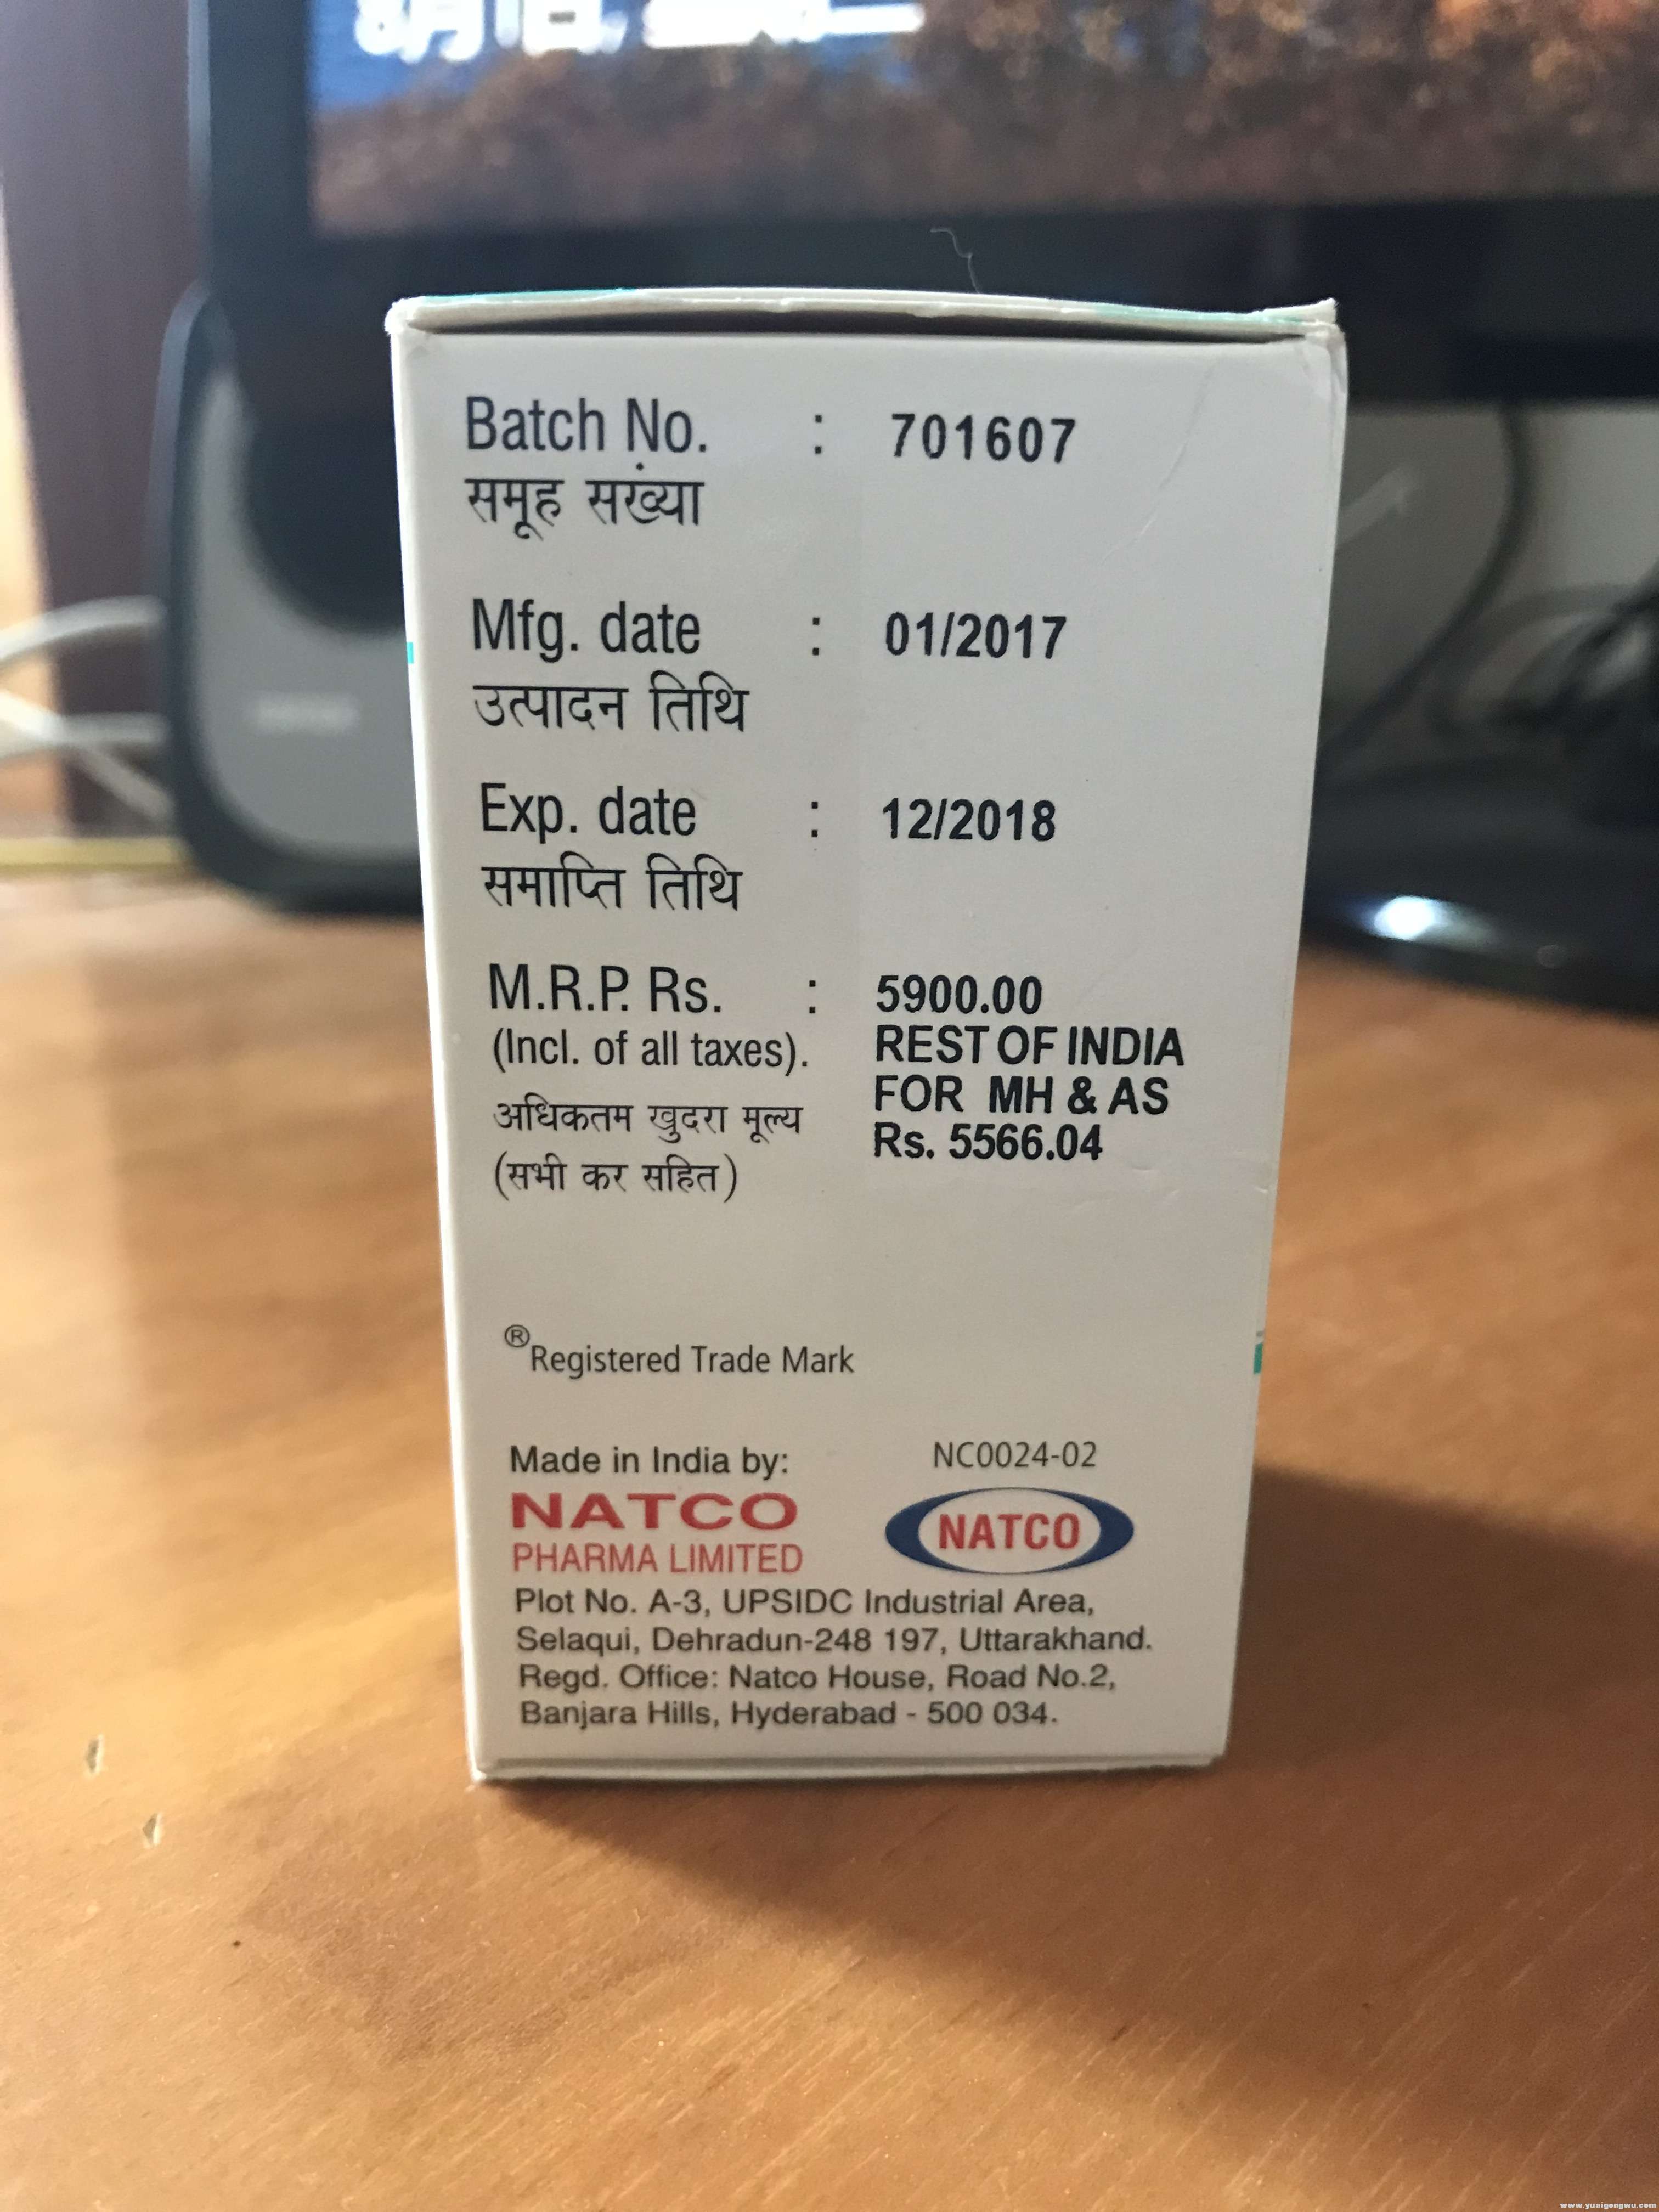 Batch No. : 701607
समूह संख्या
Mfg. date : 01/2017
उत्पादन तिथि
Exp. date : 12/2018
समाप्ति तिथि
M.R.P. Rs. : 5900.00
(Incl. of all taxes). REST OF INDIA
अधिकतम खुदरा मूल्य FOR MH & AS
(सभी कर सहित) Rs. 5566.04
®Registered Trade Mark
Made in India by: NC0024-02
NATCO NATCO
PHARMA LIMITED
Plot No. A-3, UPSIDC Industrial Area,
Selaqui, Dehradun-248 197, Uttarakhand.
Regd. Office: Natco House, Road No.2,
Banjara Hills, Hyderabad - 500 034.
www.yuaigongwu.com